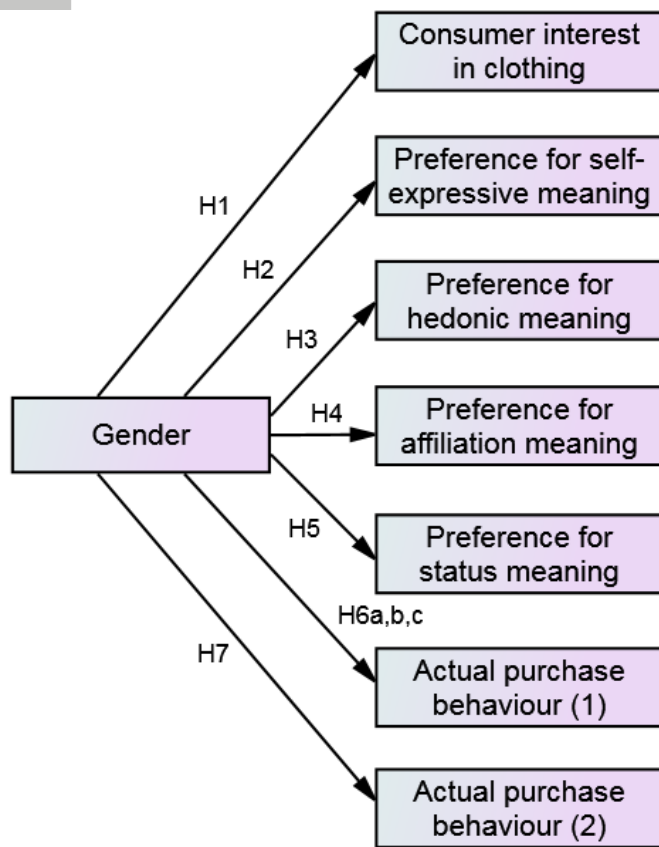 Consumer interest
in clothing
Preference for self-
expressive meaning
H1
H2
Preference for
hedonic meaning
H3
Gender
H4
Preference for
affiliation meaning
H5
Preference for
status meaning
H6a,b,c
H7
Actual purchase
behaviour (1)
Actual purchase
behaviour (2)